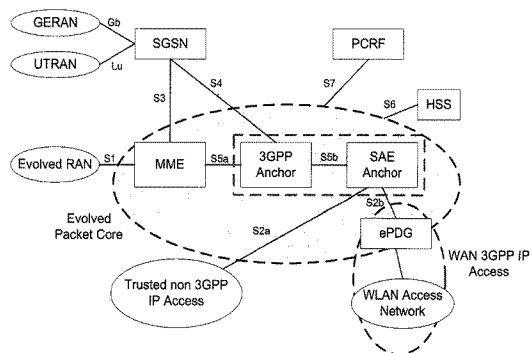 GERAN
Gb
UTRAN
Lu
SGSN
PCRF
S3
S4
S7
S6
HSS
Evolved RAN
S1
MME
S5a
3GPP
Anchor
S5b
SAE
Anchor
Evolved
Packet Core
S2a
S2b
ePDG
WAN 3GPP IP
Access
Trusted non 3GPP
IP Access
WLAN Access
Network